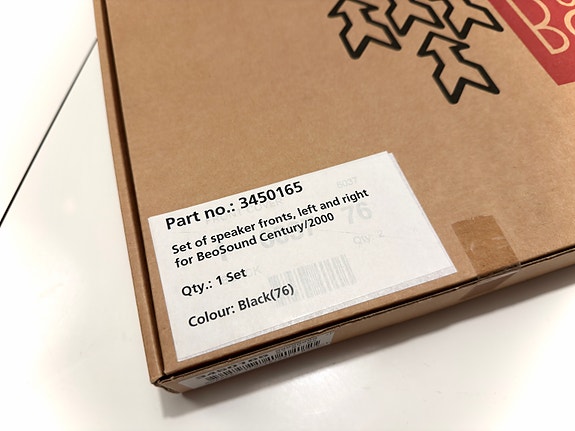 Part no.: 3450165
Set of speaker fronts, left and right
for BeoSound Century/2000
Qty.: 1 Set
Colour: Black(76)